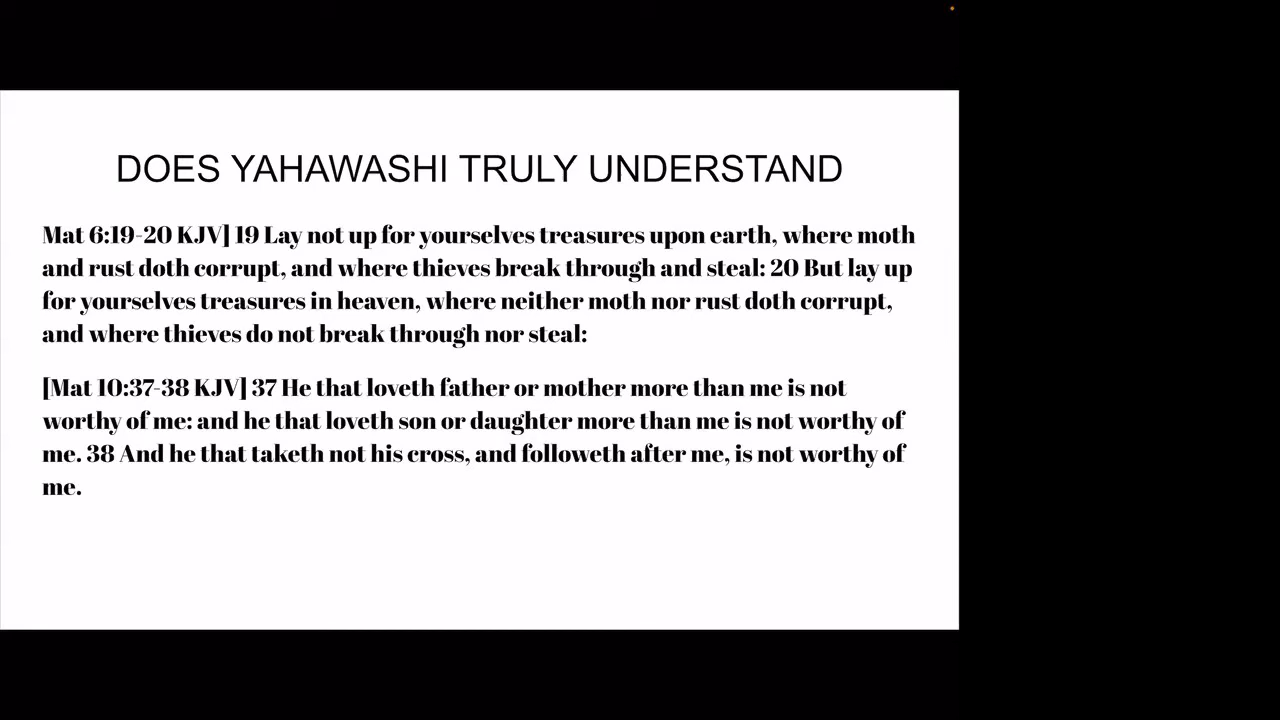 DOES YAHAWASHI TRULY UNDERSTAND
Mat 6:19-20 KJV] 19 Lay not up for yourselves treasures upon earth, where moth
and rust doth corrupt, and where thieves break through and steal: 20 But lay up
for yourselves treasures in heaven, where neither moth nor rust doth corrupt,
and where thieves do not break through nor steal:
[Mat 10:37-38 KJV] 37 He that loveth father or mother more than me is not
worthy of me: and he that loveth son or daughter more than me is not worthy of
me. 38 And he that taketh not his cross, and followeth after me, is not worthy of
me.